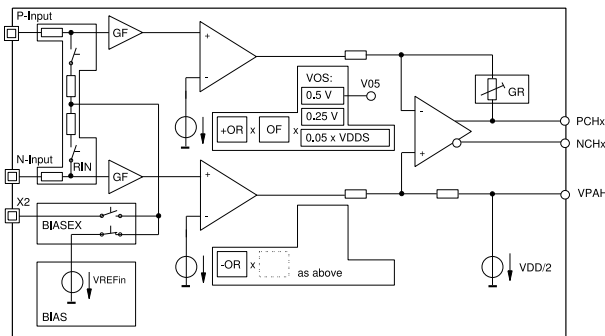 P-Input
GF
+
-
VOS:
0.5 V
V05
0.25 V
+OR x OF x
0.05 x VDDS
GR
-
+
PCHx
NCHx
N-Input
RIN
GF
+
-
VPAH
X2
BIASEX
-OR x
as above
VREFin
BIAS
VDD/2